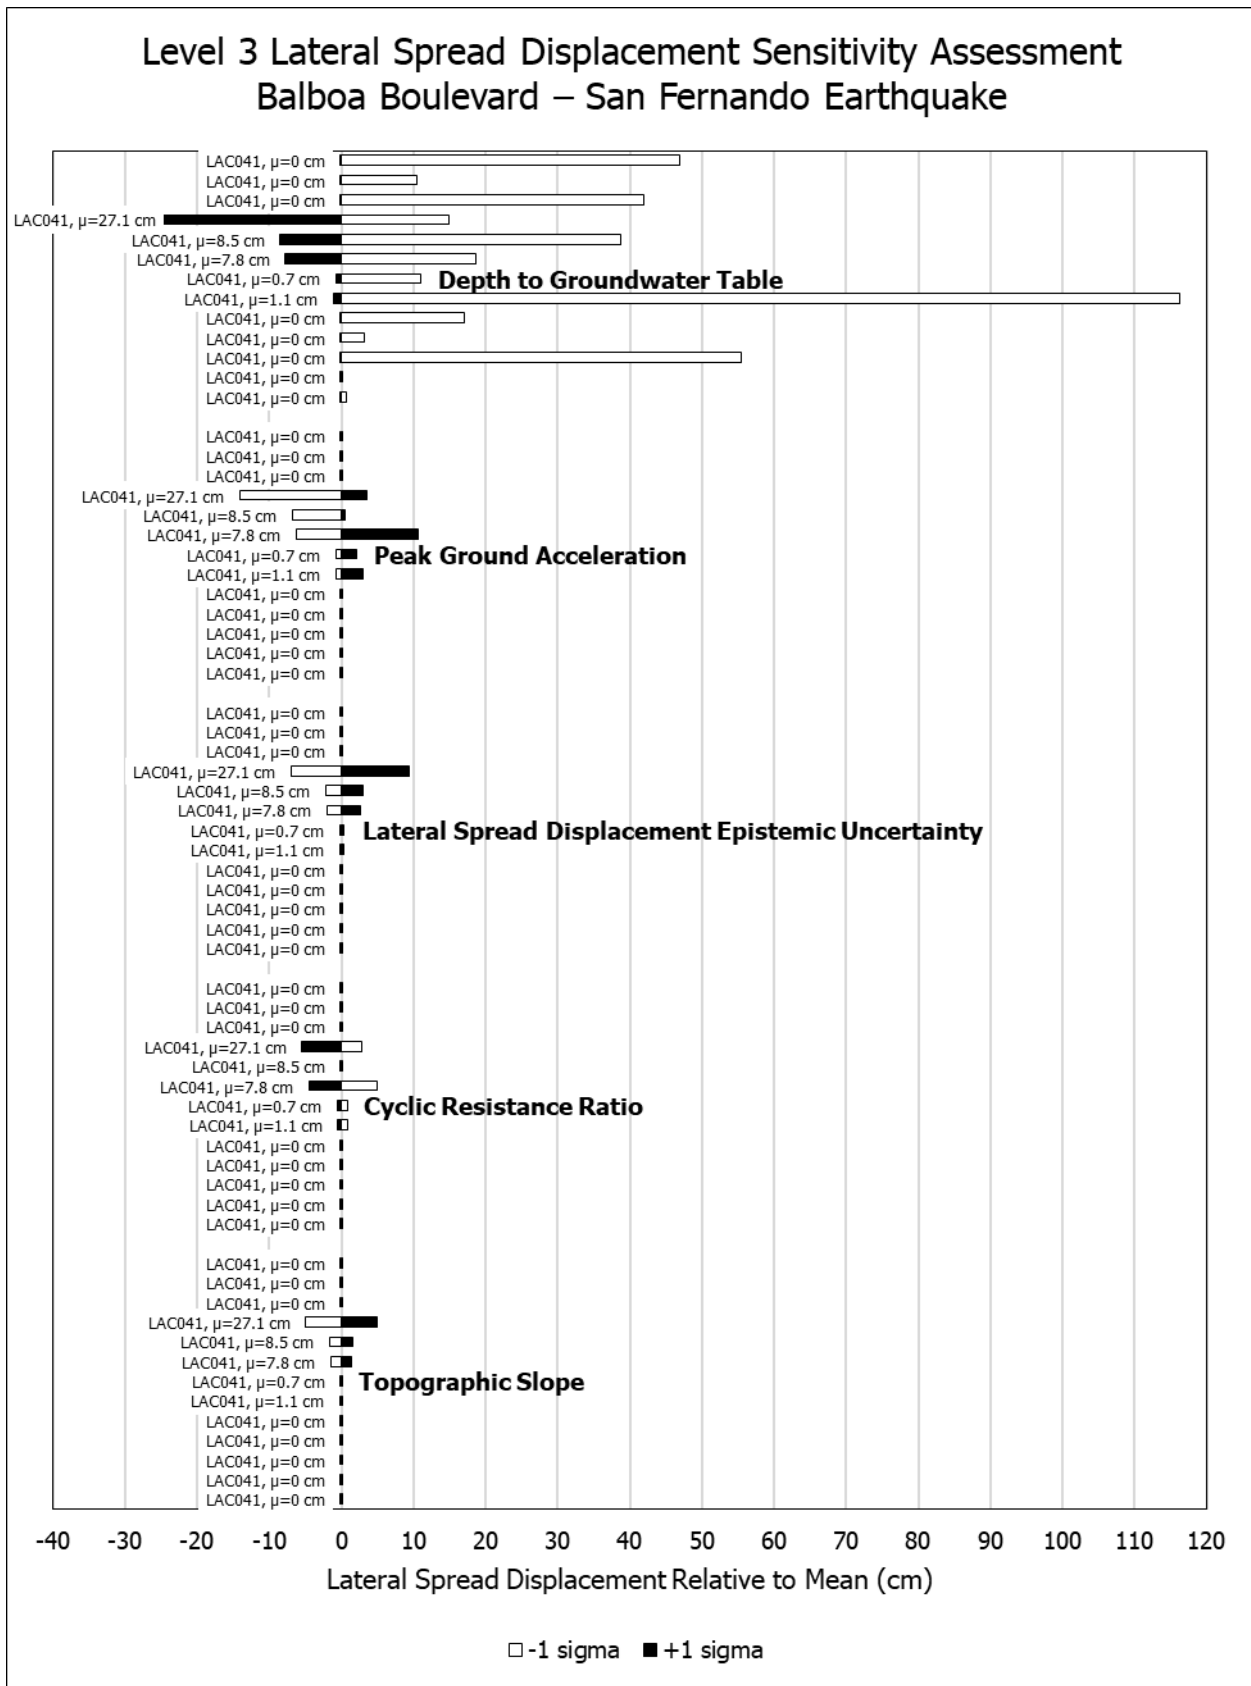 Level 3 Lateral Spread Displacement Sensitivity Assessment
Balboa Boulevard – San Fernando Earthquake
LAC041, μ=0 cm
LAC041, μ=0 cm
LAC041, μ=0 cm
LAC041, μ=27.1 cm
LAC041, μ=8.5 cm
LAC041, μ=7.8 cm
LAC041, μ=0.7 cm Depth to Groundwater Table
LAC041, μ=1.1 cm
LAC041, μ=0 cm
LAC041, μ=0 cm
LAC041, μ=0 cm
LAC041, μ=0 cm
LAC041, μ=0 cm
LAC041, μ=0 cm
LAC041, μ=0 cm
LAC041, μ=0 cm
LAC041, μ=27.1 cm
LAC041, μ=8.5 cm
LAC041, μ=7.8 cm
LAC041, μ=0.7 cm Peak Ground Acceleration
LAC041, μ=1.1 cm
LAC041, μ=0 cm
LAC041, μ=0 cm
LAC041, μ=0 cm
LAC041, μ=0 cm
LAC041, μ=0 cm
LAC041, μ=0 cm
LAC041, μ=0 cm
LAC041, μ=0 cm
LAC041, μ=27.1 cm
LAC041, μ=8.5 cm
LAC041, μ=7.8 cm
LAC041, μ=0.7 cm Lateral Spread Displacement Epistemic Uncertainty
LAC041, μ=1.1 cm
LAC041, μ=0 cm
LAC041, μ=0 cm
LAC041, μ=0 cm
LAC041, μ=0 cm
LAC041, μ=0 cm
LAC041, μ=0 cm
LAC041, μ=0 cm
LAC041, μ=0 cm
LAC041, μ=27.1 cm
LAC041, μ=8.5 cm
LAC041, μ=7.8 cm
LAC041, μ=0.7 cm Cyclic Resistance Ratio
LAC041, μ=1.1 cm
LAC041, μ=0 cm
LAC041, μ=0 cm
LAC041, μ=0 cm
LAC041, μ=0 cm
LAC041, μ=0 cm
LAC041, μ=0 cm
LAC041, μ=0 cm
LAC041, μ=0 cm
LAC041, μ=27.1 cm
LAC041, μ=8.5 cm
LAC041, μ=7.8 cm
LAC041, μ=0.7 cm Topographic Slope
LAC041, μ=1.1 cm
LAC041, μ=0 cm
LAC041, μ=0 cm
LAC041, μ=0 cm
LAC041, μ=0 cm
LAC041, μ=0 cm
-40 -30 -20 -10 0 10 20 30 40 50 60 70 80 90 100 110 120
Lateral Spread Displacement Relative to Mean (cm)
-1 sigma +1 sigma